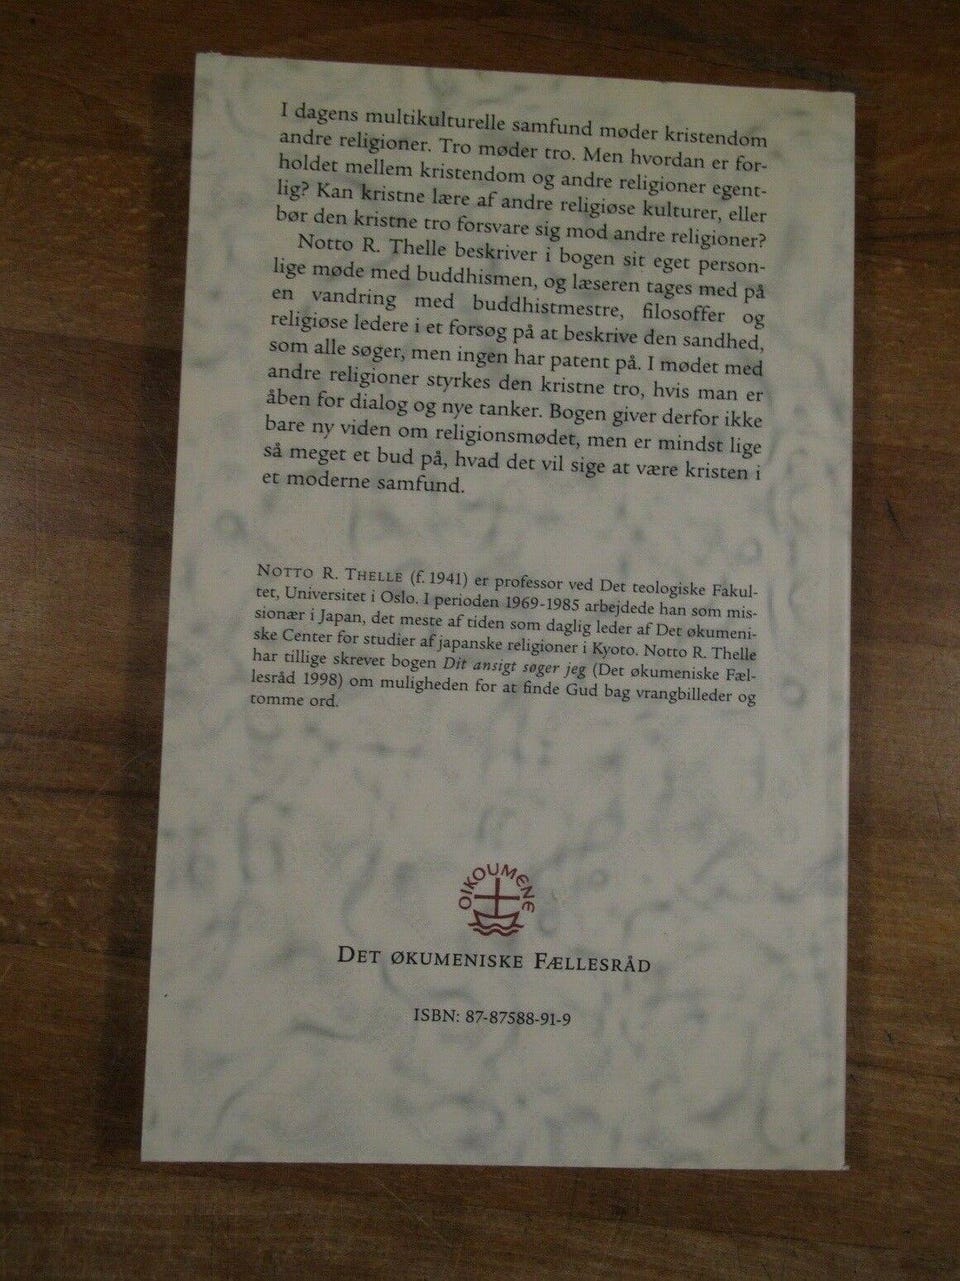 I dagens multikulturelle samfund møder kristendom
andre religioner. Tro møder tro. Men hvordan er for-
holdet mellem kristendom og andre religioner egent-
lig? Kan kristne lære af andre religiøse kulturer, eller
bør den kristne tro forsvare sig mod andre religioner?
Notto R. Thelle beskriver i bogen sit eget person-
lige møde med buddhismen, og læseren tages med på
en vandring med buddhistmestre, filosoffer og
religiøse ledere i et forsøg på at beskrive den sandhed,
som alle søger, men ingen har patent på. I mødet med
andre religioner styrkes den kristne tro, hvis man er
åben for dialog og nye tanker. Bogen giver derfor ikke
bare ny viden om religionsmødet, men er mindst lige
så meget et bud på, hvad det vil sige at være kristen i
et moderne samfund.
NOTTO R. THELLE (f. 1941) er professor ved Det teologiske Fakul-
tet, Universitet i Oslo. I perioden 1969-1985 arbejdede han som mis-
sionær i Japan, det meste af tiden som daglig leder af Det økumeni-
ske Center for studier af japanske religioner i Kyoto. Notto R. Thelle
har tillige skrevet bogen Dit ansigt søger jeg (Det økumeniske Fæl-
lesråd 1998) om muligheden for at finde Gud bag vrangbilleder og
tomme ord.
OIKOUMENE
DET ØKUMENISKE FÆLLESRÅD
ISBN: 87-87588-91-9